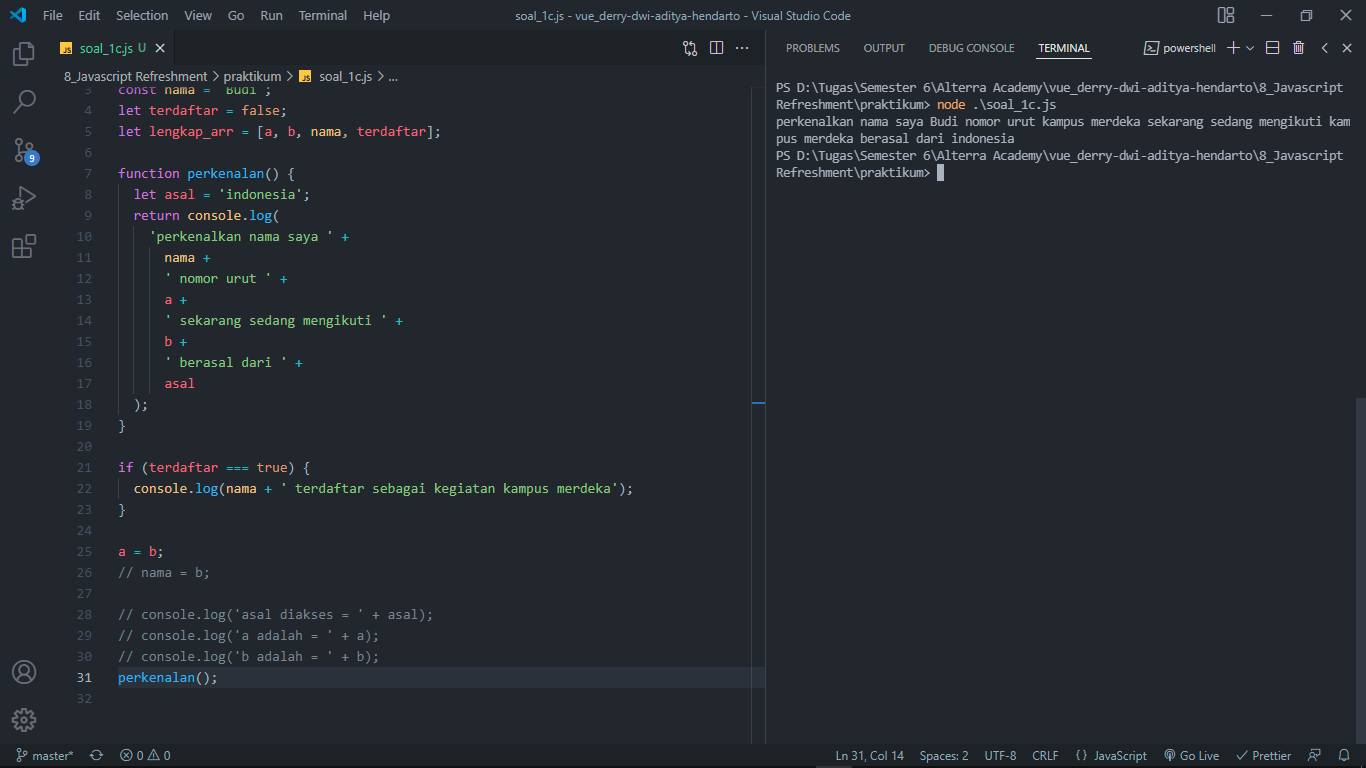 File Edit Selection View Go Run Terminal Help soal_1c.js - vue_derry-dwi-aditya-hendarto - Visual Studio Code
JS soal_1c.js U
PROBLEMS OUTPUT DEBUG CONSOLE TERMINAL powershell
8_Javascript Refreshment > praktikum > JS soal_1c.js > ...
3 const nama = 'Budi';
4 let terdaftar = false;
5 let lengkap_arr = [a, b, nama, terdaftar];
6
7 function perkenalan() {
8 let asal = 'indonesia';
9 return console.log(
10 'perkenalkan nama saya ' +
11 nama +
12 ' nomor urut ' +
13 a +
14 ' sekarang sedang mengikuti ' +
15 b +
16 ' berasal dari ' +
17 asal
18 );
19 }
20
21 if (terdaftar === true) {
22 console.log(nama + ' terdaftar sebagai kegiatan kampus merdeka');
23 }
24
25 a = b;
26 // nama = b;
27
28 // console.log('asal diakses = ' + asal);
29 // console.log('a adalah = ' + a);
30 // console.log('b adalah = ' + b);
31 perkenalan();
32
PS D:\Tugas\Semester 6\Alterra Academy\vue_derry-dwi-aditya-hendarto\8_Javascript
Refreshment\praktikum> node .\soal_1c.js
perkenalkan nama saya Budi nomor urut kampus merdeka sekarang sedang mengikuti kam
pus merdeka berasal dari indonesia
PS D:\Tugas\Semester 6\Alterra Academy\vue_derry-dwi-aditya-hendarto\8_Javascript
Refreshment\praktikum>
9
master* 0 0 Ln 31, Col 14 Spaces: 2 UTF-8 CRLF {} JavaScript Go Live Prettier